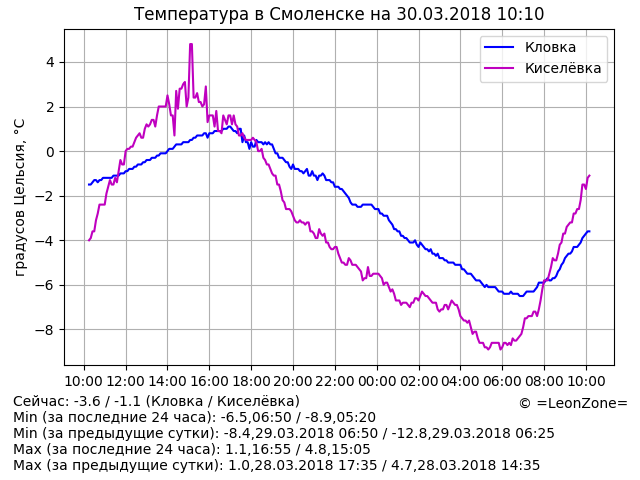 Температура в Смоленске на 30.03.2018 10:10
Кловка
Киселёвка
градусов Цельсия, °C
4
2
0
−2
−4
−6
−8
10:00 12:00 14:00 16:00 18:00 20:00 22:00 00:00 02:00 04:00 06:00 08:00 10:00
Сейчас: -3.6 / -1.1 (Кловка / Киселёвка)
© =LeonZone=
Min (за последние 24 часа): -6.5,06:50 / -8.9,05:20
Min (за предыдущие сутки): -8.4,29.03.2018 06:50 / -12.8,29.03.2018 06:25
Max (за последние 24 часа): 1.1,16:55 / 4.8,15:05
Max (за предыдущие сутки): 1.0,28.03.2018 17:35 / 4.7,28.03.2018 14:35